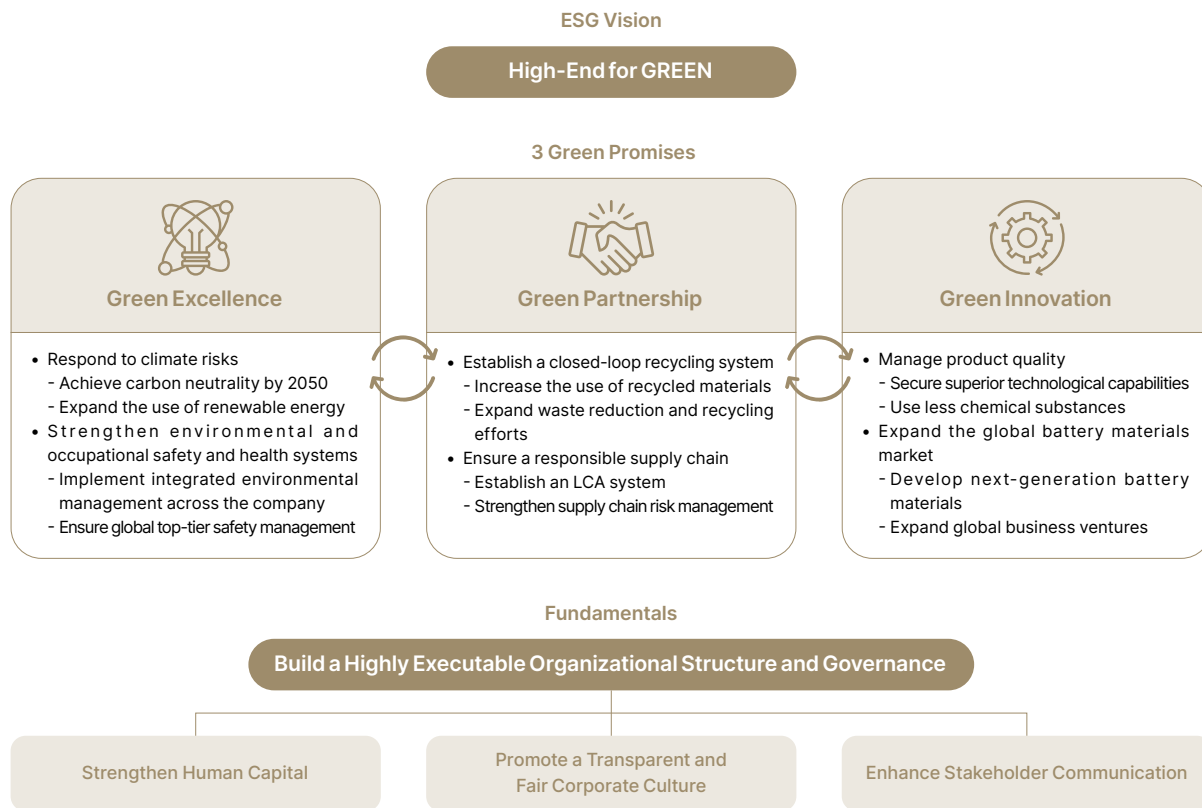 ESG Vision
High-End for GREEN
3 Green Promises
Green Excellence
• Respond to climate risks
- Achieve carbon neutrality by 2050
- Expand the use of renewable energy
• Strengthen environmental and
occupational safety and health systems
- Implement integrated environmental
management across the company
- Ensure global top-tier safety management
Green Partnership
• Establish a closed-loop recycling system
- Increase the use of recycled materials
- Expand waste reduction and recycling
efforts
• Ensure a responsible supply chain
- Establish an LCA system
- Strengthen supply chain risk management
Green Innovation
• Manage product quality
- Secure superior technological capabilities
- Use less chemical substances
• Expand the global battery materials
market
- Develop next-generation battery
materials
- Expand global business ventures
Fundamentals
Build a Highly Executable Organizational Structure and Governance
Strengthen Human Capital
Promote a Transparent and
Fair Corporate Culture
Enhance Stakeholder Communication